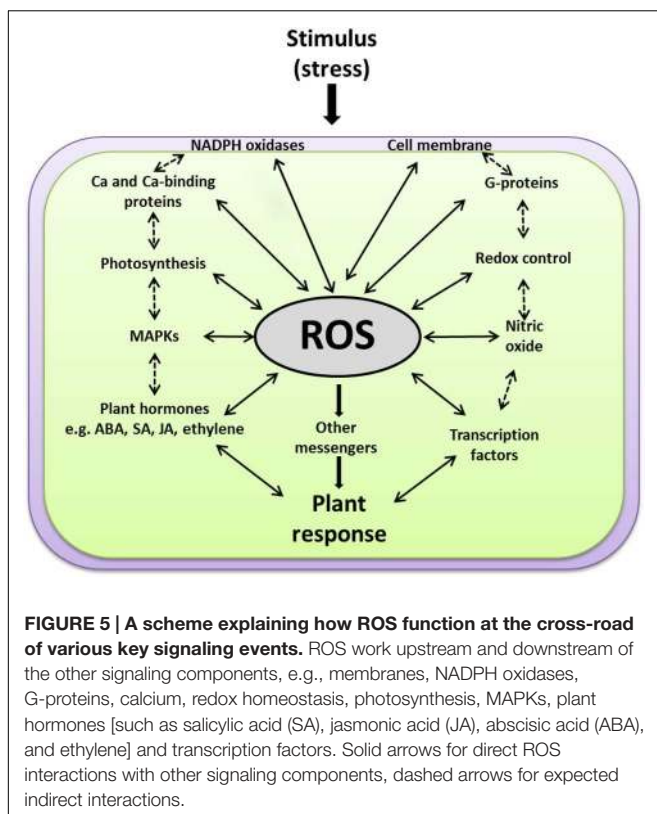 Stimulus
(stress)
NADPH oxidases
Cell membrane
Ca and Ca-binding
proteins
G-proteins
Photosynthesis
Redox control
ROS
MAPKs
Nitric
oxide
Plant hormones
e.g. ABA, SA, JA, ethylene
Other
messengers
Transcription
factors
Plant
response
FIGURE 5 | A scheme explaining how ROS function at the cross-road
of various key signaling events. ROS work upstream and downstream of
the other signaling components, e.g., membranes, NADPH oxidases,
G-proteins, calcium, redox homeostasis, photosynthesis, MAPKs, plant
hormones [such as salicylic acid (SA), jasmonic acid (JA), abscisic acid (ABA),
and ethylene] and transcription factors. Solid arrows for direct ROS
interactions with other signaling components, dashed arrows for expected
indirect interactions.